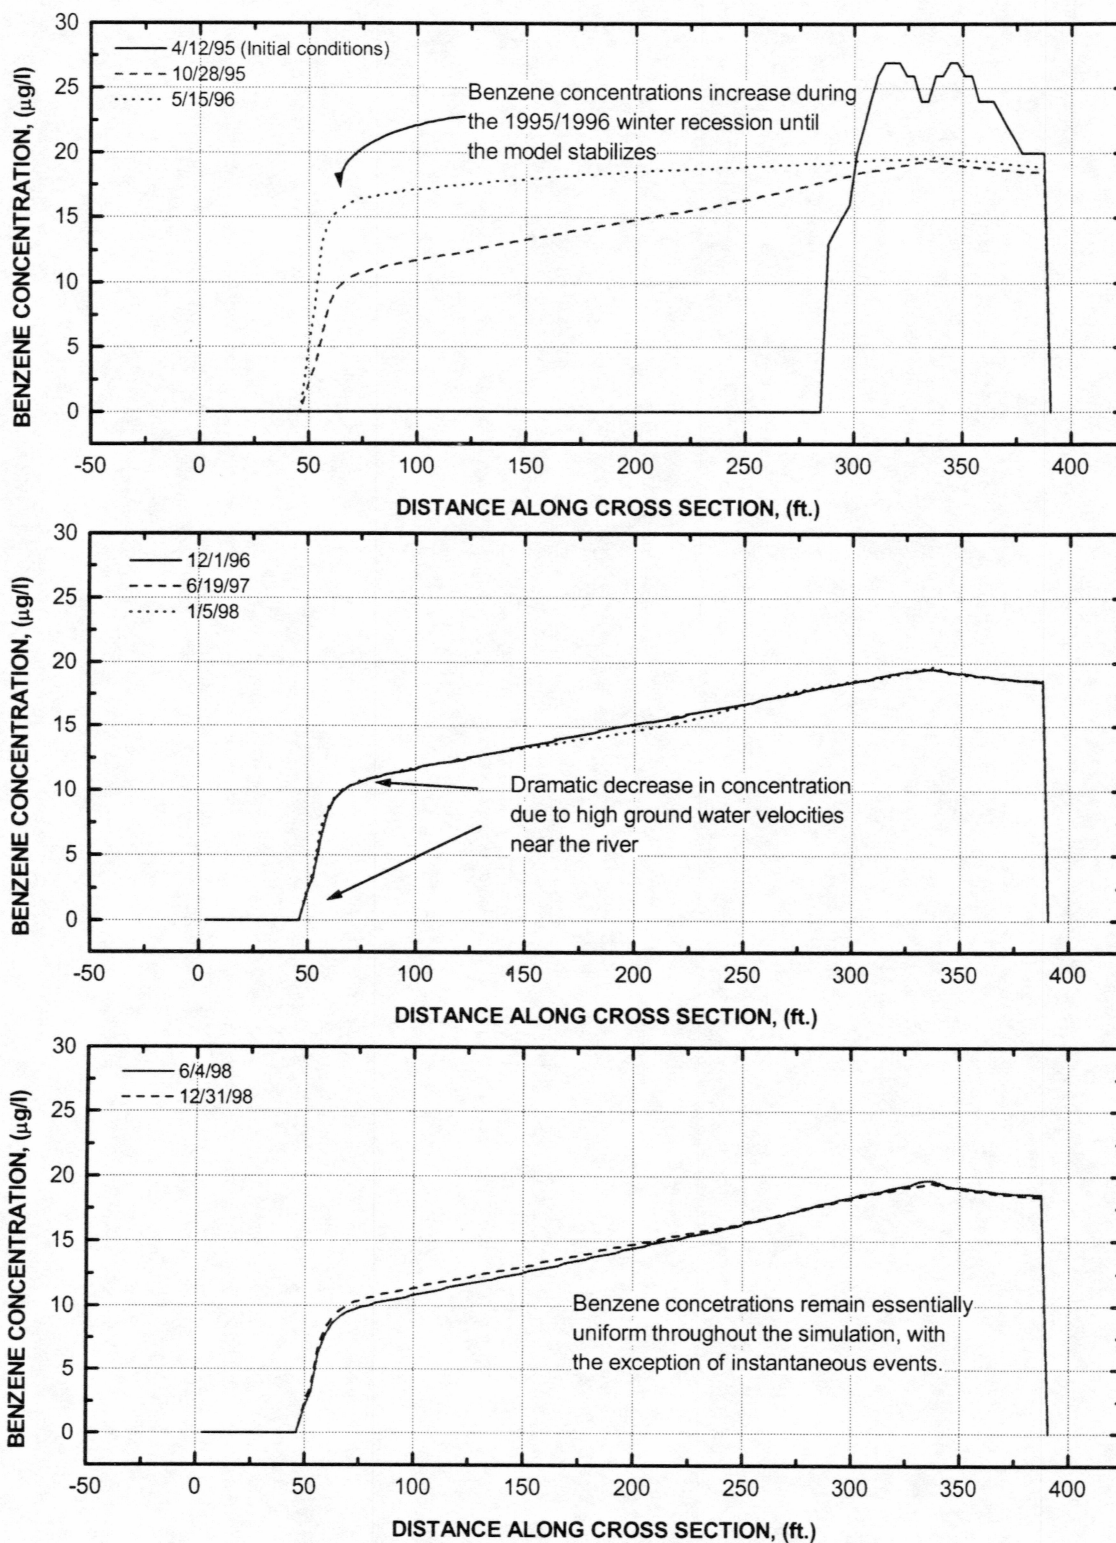 30
25
20
15
10
5
0
BENZENE CONCENTRATION, (µg/l)
4/12/95 (Initial conditions)
10/28/95
5/15/96
Benzene concentrations increase during
the 1995/1996 winter recession until
the model stabilizes
-50 0 50 100 150 200 250 300 350 400
DISTANCE ALONG CROSS SECTION, (ft.)
30
25
20
15
10
5
0
BENZENE CONCENTRATION, (µg/l)
12/1/96
6/19/97
1/5/98
Dramatic decrease in concentration
due to high ground water velocities
near the river
-50 0 50 100 150 200 250 300 350 400
DISTANCE ALONG CROSS SECTION, (ft.)
30
25
20
15
10
5
0
BENZENE CONCENTRATION, (µg/l)
6/4/98
12/31/98
Benzene concetrations remain essentially
uniform throughout the simulation, with
the exception of instantaneous events.
-50 0 50 100 150 200 250 300 350 400
DISTANCE ALONG CROSS SECTION, (ft.)